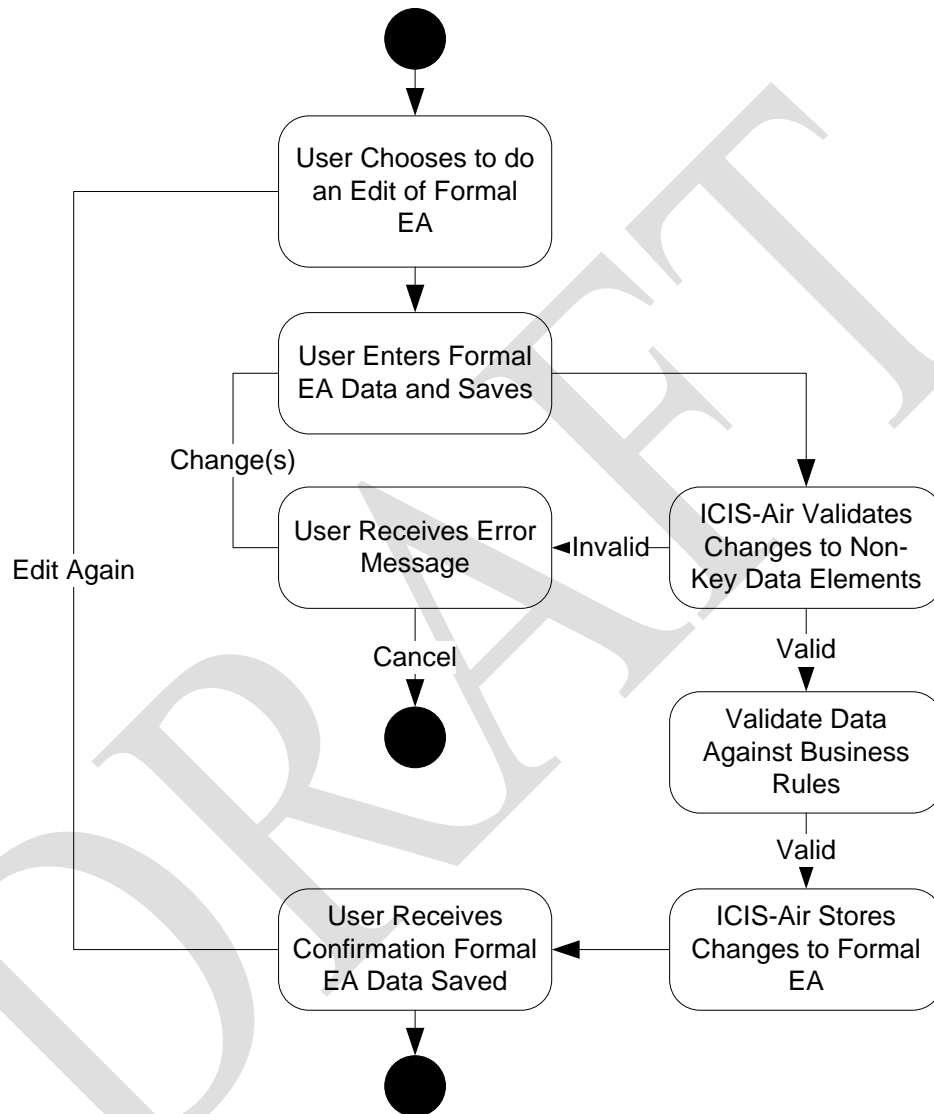 User Chooses to do
an Edit of Formal
EA
User Enters Formal
EA Data and Saves
Change(s)
User Receives Error
Message
Invalid
ICIS-Air Validates
Changes to Non-
Key Data Elements
Edit Again
Cancel
Valid
Validate Data
Against Business
Rules
Valid
User Receives
Confirmation Formal
EA Data Saved
ICIS-Air Stores
Changes to Formal
EA
DRAFT